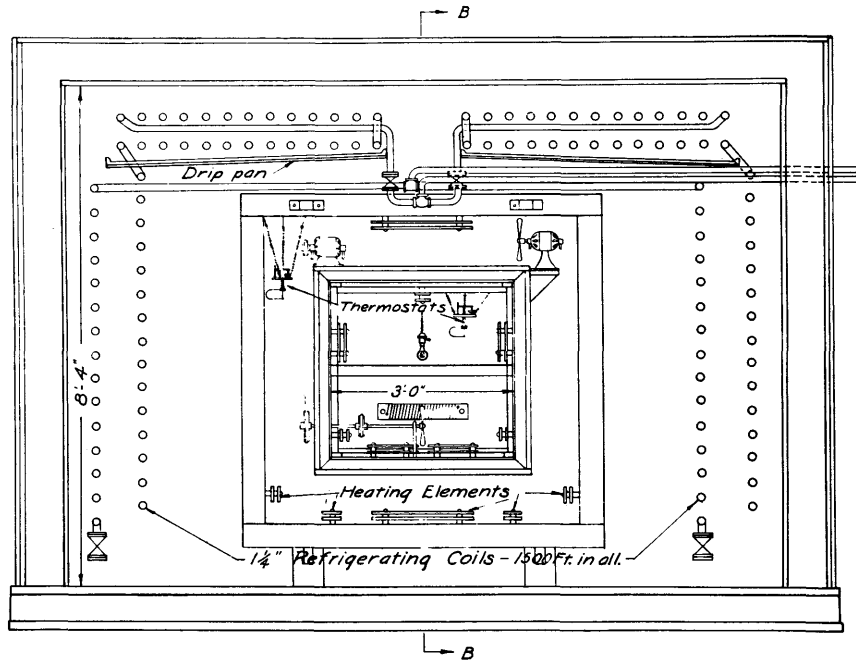 B
Drip pan
Thermostats
8'-4"
3'-0"
Heating Elements
1¼" Refrigerating Coils - 1500 Ft. in all.
B